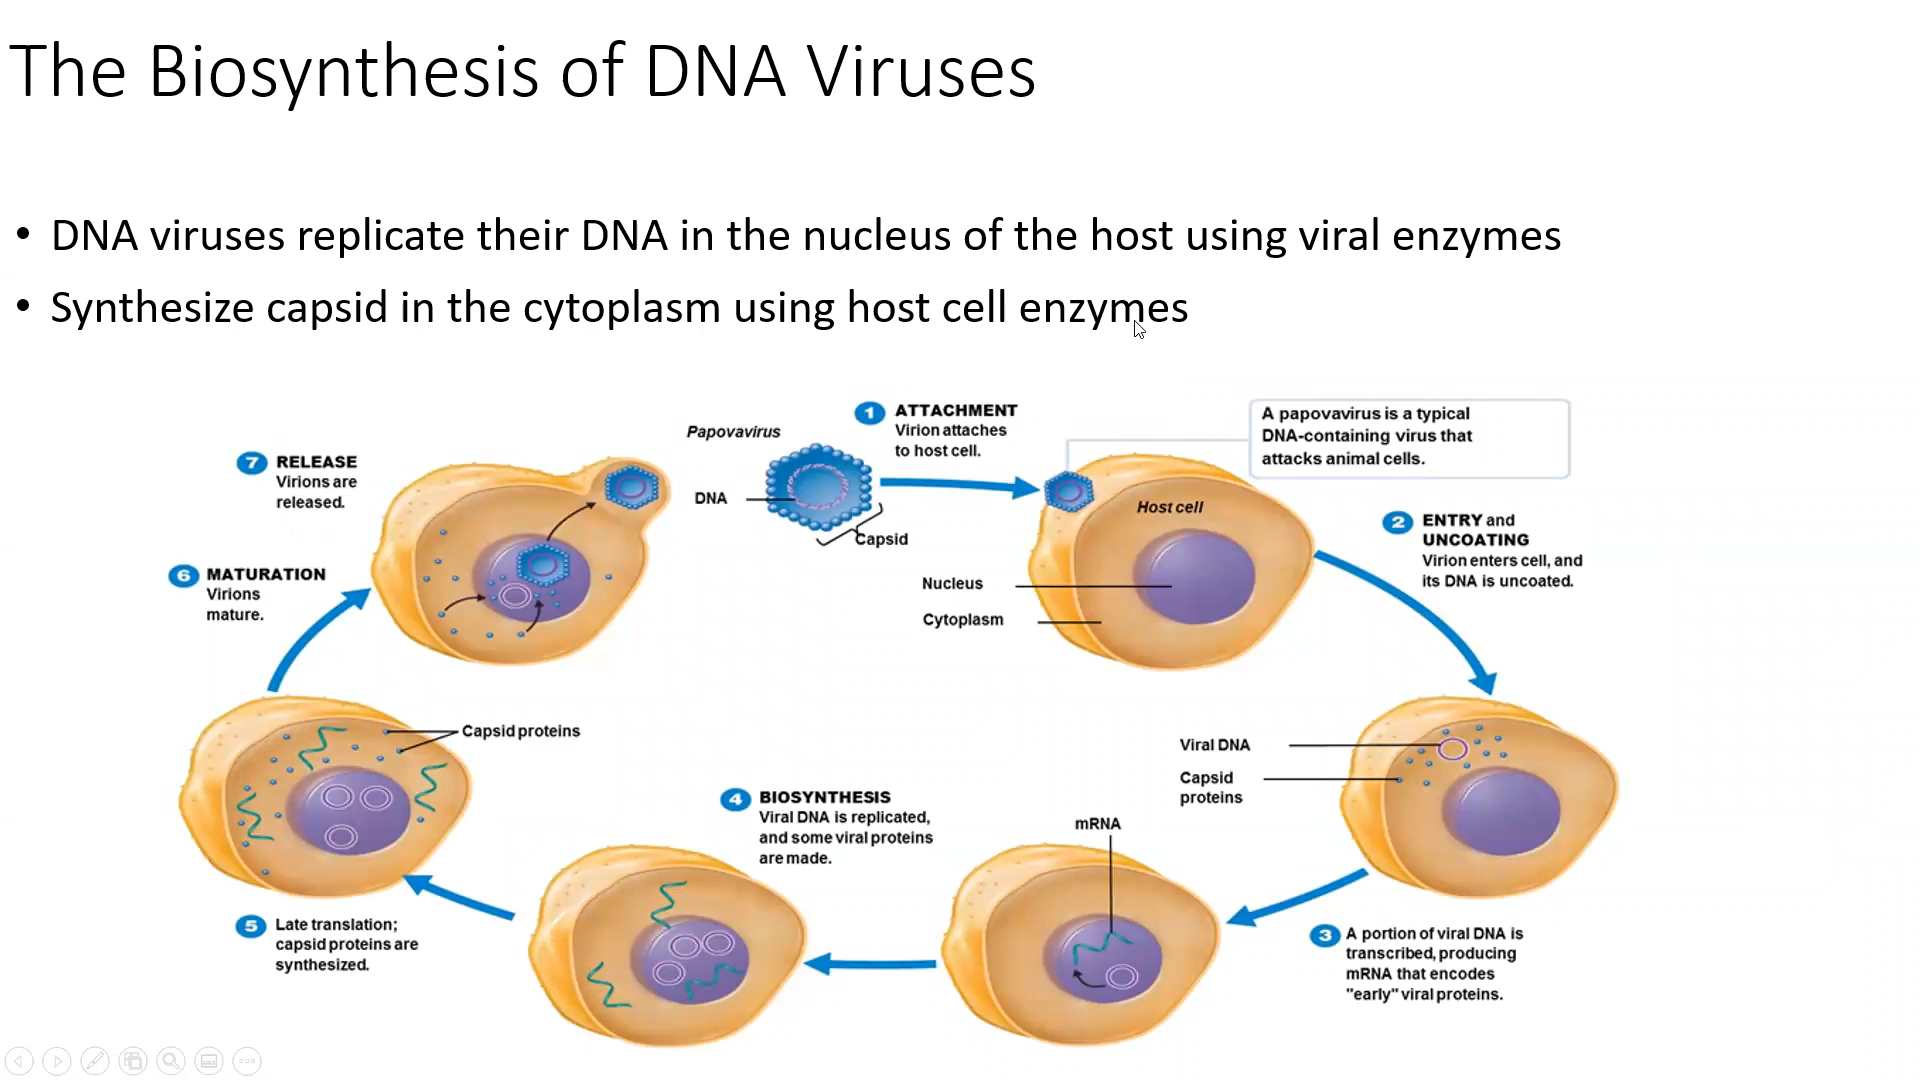 The Biosynthesis of DNA Viruses
• DNA viruses replicate their DNA in the nucleus of the host using viral enzymes
• Synthesize capsid in the cytoplasm using host cell enzymes
Papovavirus
DNA
Capsid
1 ATTACHMENT
Virion attaches
to host cell.
A papovavirus is a typical
DNA-containing virus that
attacks animal cells.
Host cell
Nucleus
Cytoplasm
2 ENTRY and
UNCOATING
Virion enters cell, and
its DNA is uncoated.
Viral DNA
Capsid
proteins
3 A portion of viral DNA is
transcribed, producing
mRNA that encodes
"early" viral proteins.
mRNA
4 BIOSYNTHESIS
Viral DNA is replicated,
and some viral proteins
are made.
5 Late translation;
capsid proteins are
synthesized.
Capsid proteins
6 MATURATION
Virions
mature.
7 RELEASE
Virions are
released.